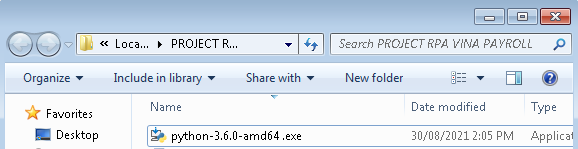 « Loca... ▸ PROJECT R... Search PROJECT RPA VINA PAYROLL
Organize Include in library Share with New folder
Favorites Name Date modified Type
Desktop python-3.6.0-amd64 .exe 30/08/2021 2:05 PM Applicat